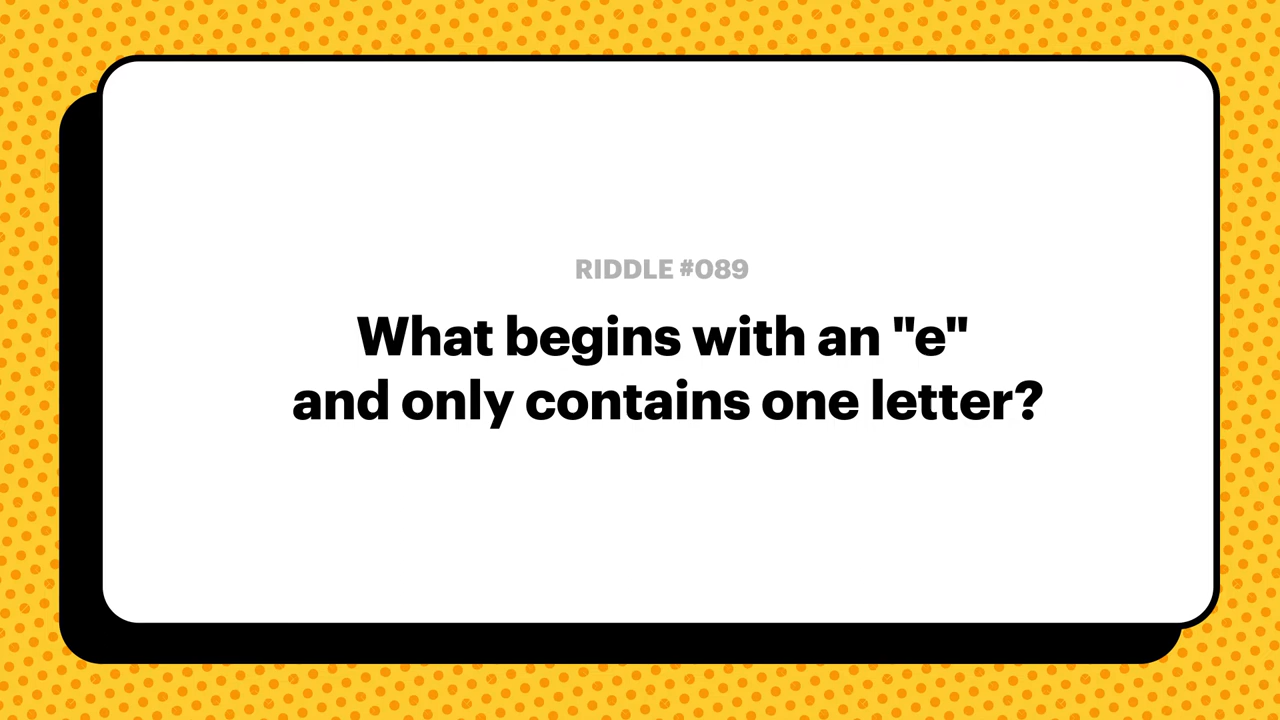 RIDDLE #089
What begins with an "e"
and only contains one letter?